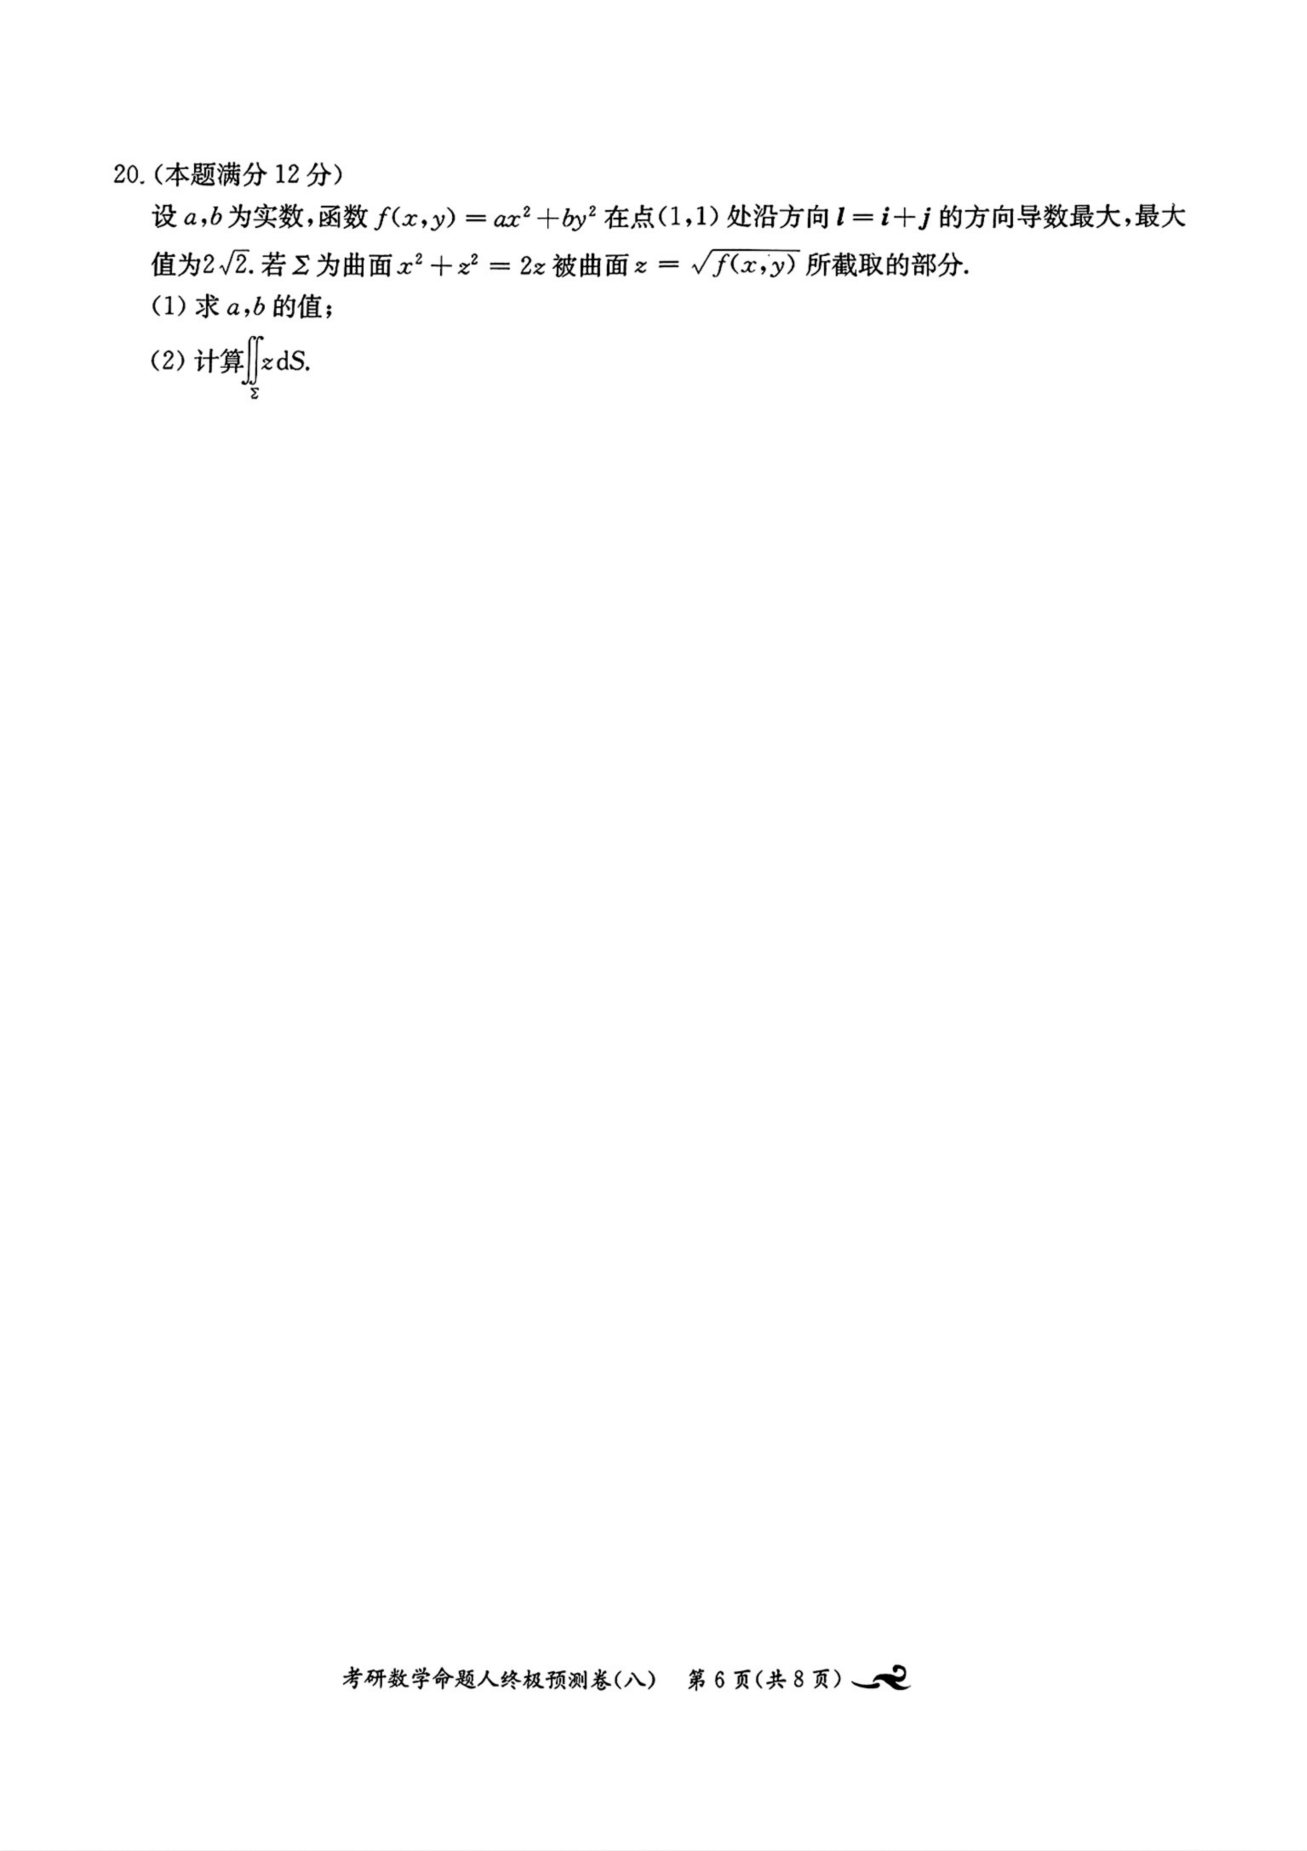 20. (本题满分 12 分)
设 a,b 为实数,函数 f(x,y) = ax² + by² 在点(1,1) 处沿方向 l = i+j 的方向导数最大,最大
值为2√2. 若 Σ 为曲面 x² + z² = 2z 被曲面 z = √f(x,y) 所截取的部分.
(1) 求 a,b 的值;
(2) 计算∬_Σ zdS.
考研数学命题人终极预测卷(八) 第 6 页(共 8 页)